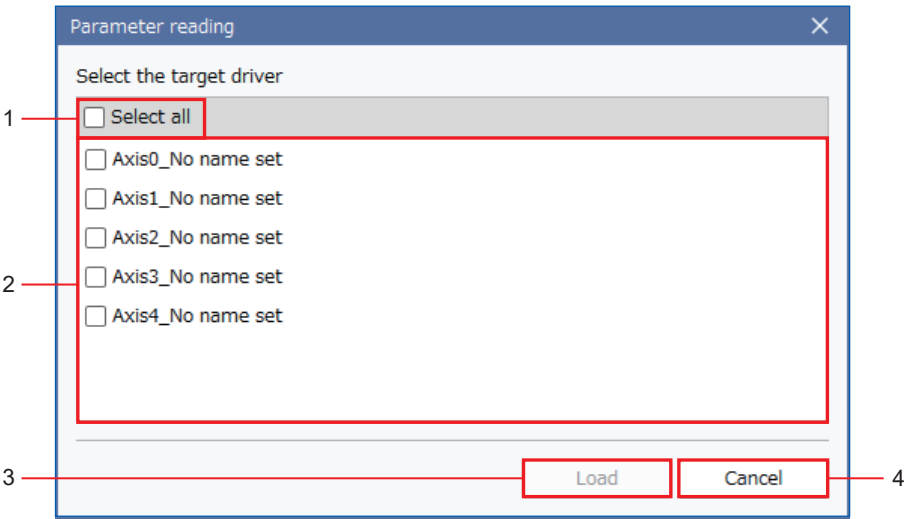 Parameter reading
Select the target driver
1
Select all
Axis0_No name set
Axis1_No name set
Axis2_No name set
2
Axis3_No name set
Axis4_No name set
3
Load
Cancel
4